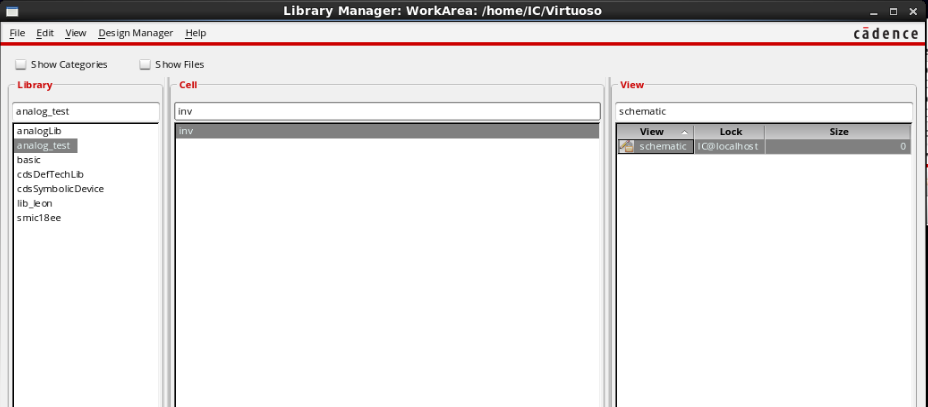 Library Manager: WorkArea: /home/IC/Virtuoso
File Edit View Design Manager Help
cādence
Show Categories Show Files
Library
analog_test
analogLib
analog_test
basic
cdsDefTechLib
cdsSymbolicDevice
lib_leon
smic18ee
Cell
inv
inv
View
schematic
View Lock Size
schematic IC@localhost 0